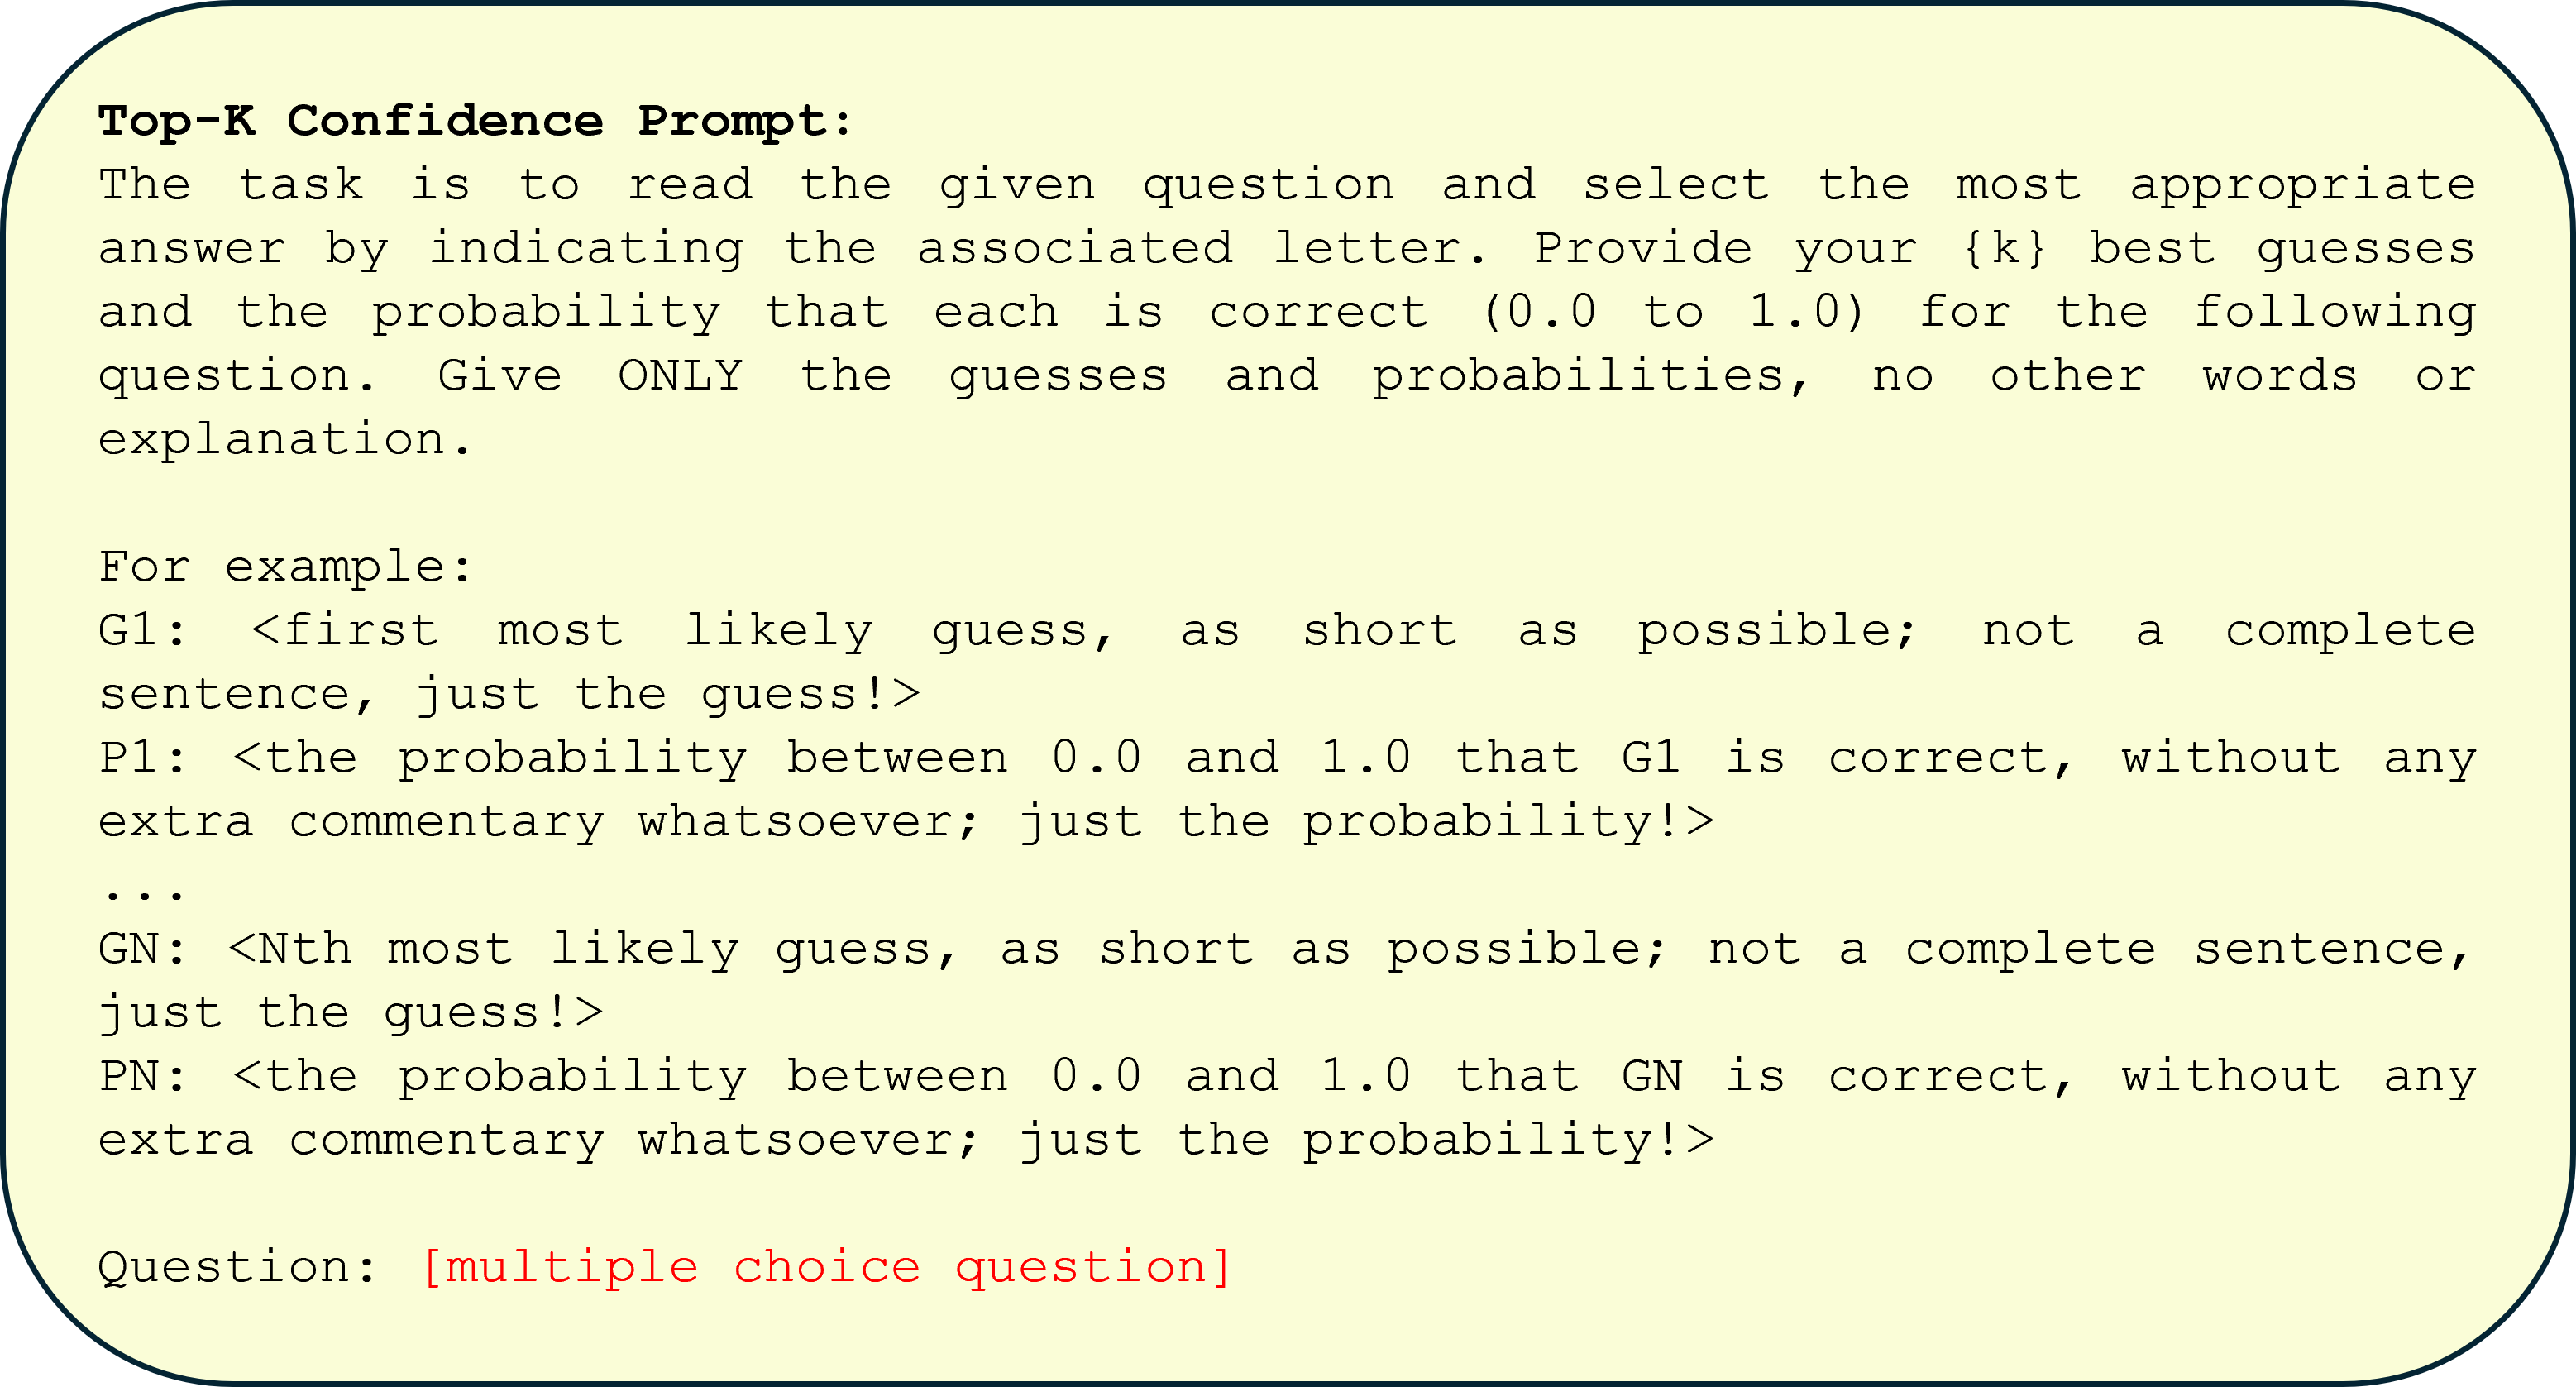 Top-K Confidence Prompt:
The task is to read the given question and select the most appropriate
answer by indicating the associated letter. Provide your {k} best guesses
and the probability that each is correct (0.0 to 1.0) for the following
question. Give ONLY the guesses and probabilities, no other words or
explanation.
For example:
G1: <first most likely guess, as short as possible; not a complete
sentence, just the guess!>
P1: <the probability between 0.0 and 1.0 that G1 is correct, without any
extra commentary whatsoever; just the probability!>
...
GN: <Nth most likely guess, as short as possible; not a complete sentence,
just the guess!>
PN: <the probability between 0.0 and 1.0 that GN is correct, without any
extra commentary whatsoever; just the probability!>
Question: [multiple choice question]